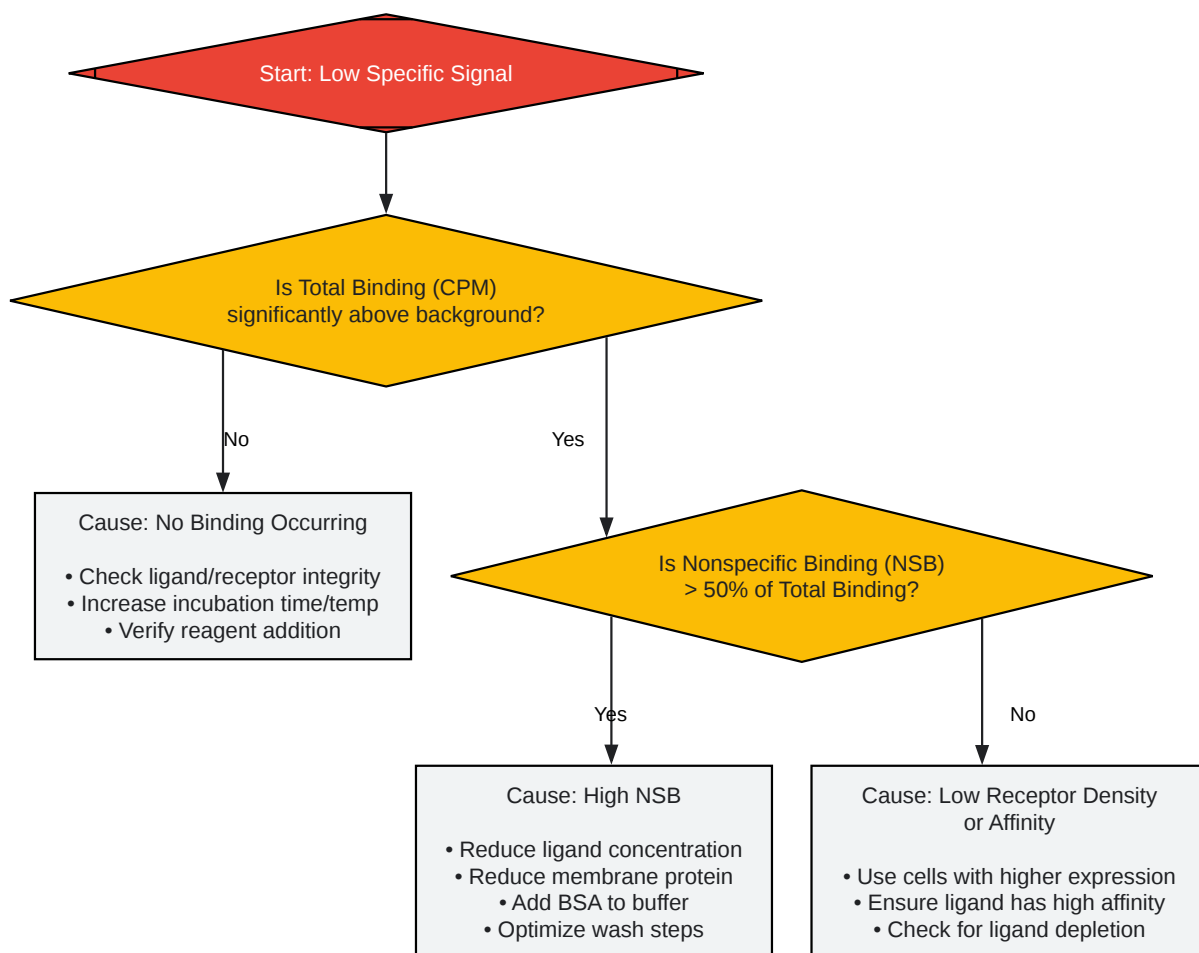 Start: Low Specific Signal
Is Total Binding (CPM)
significantly above background?
No
Yes
Cause: No Binding Occurring
• Check ligand/receptor integrity
• Increase incubation time/temp
• Verify reagent addition
Is Nonspecific Binding (NSB)
> 50% of Total Binding?
Yes
No
Cause: High NSB
• Reduce ligand concentration
• Reduce membrane protein
• Add BSA to buffer
• Optimize wash steps
Cause: Low Receptor Density
or Affinity
• Use cells with higher expression
• Ensure ligand has high affinity
• Check for ligand depletion